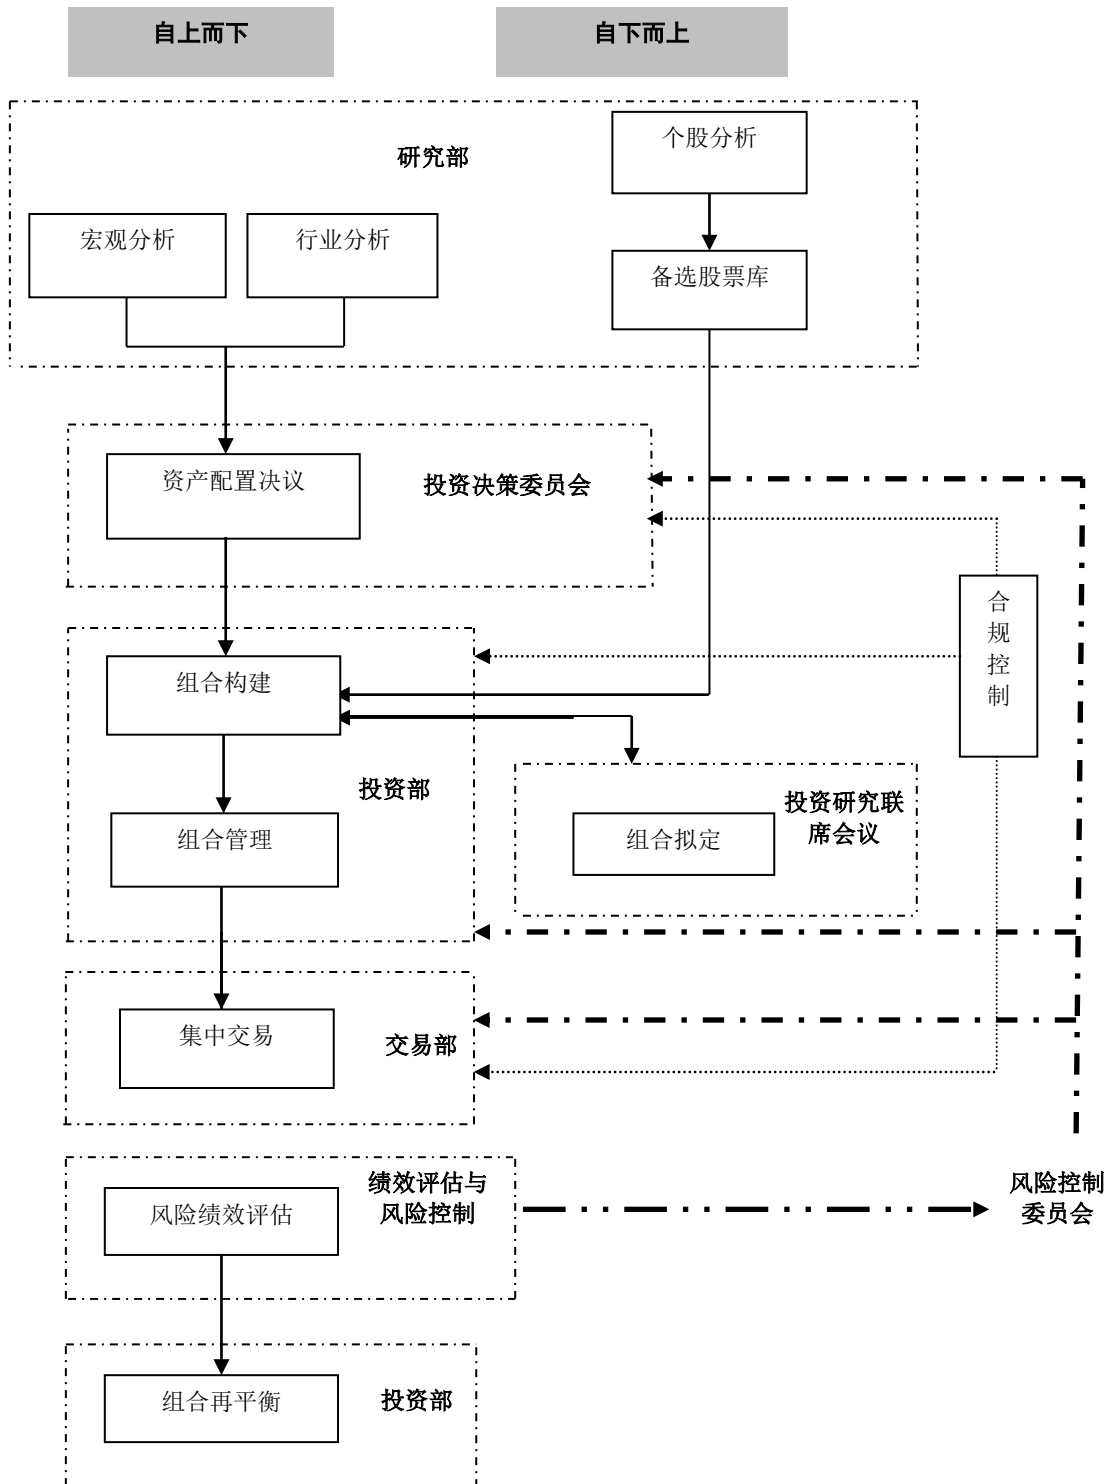 自上而下
自下而上
研究部
个股分析
宏观分析
行业分析
备选股票库
资产配置决议
投资决策委员会
合
规
控
制
组合构建
投资部
投资研究联
席会议
组合管理
组合拟定
集中交易
交易部
绩效评估与
风险控制
风险绩效评估
风险控制
委员会
组合再平衡
投资部